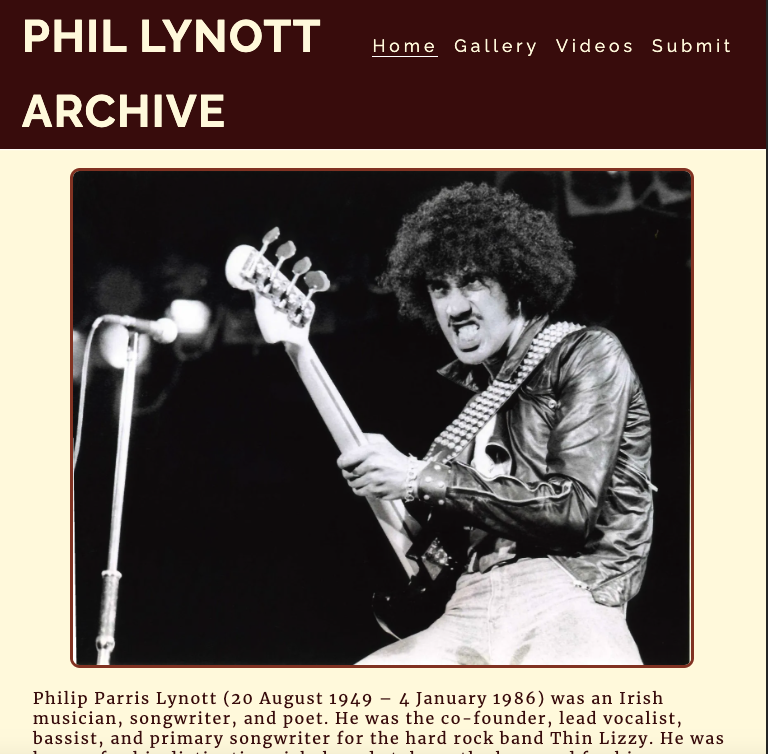 PHIL LYNOTT
ARCHIVE
Home Gallery Videos Submit
Philip Parris Lynott (20 August 1949 – 4 January 1986) was an Irish
musician, songwriter, and poet. He was the co-founder, lead vocalist,
bassist, and primary songwriter for the hard rock band Thin Lizzy. He was